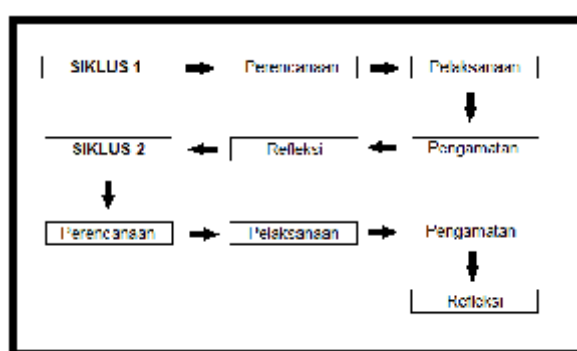 SIKLUS 1 Perencanaan Pelaksanaan
SIKLUS 2 Refleksi Pengamatan
Perencanaan Pelaksanaan Pengamatan
Refleksi